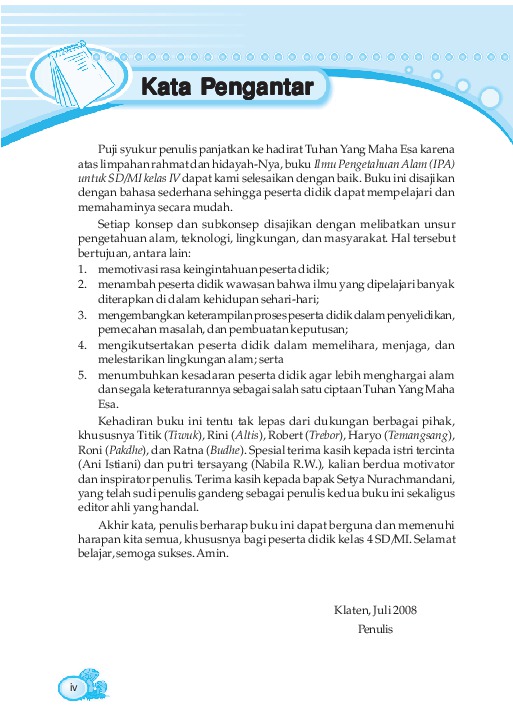 Kata Pengantar
Puji syukur penulis panjatkan ke hadirat Tuhan Yang Maha Esa karena
atas limpahan rahmat dan hidayah-Nya, buku Ilmu Pengetahuan Alam (IPA)
untuk SD/MI kelas IV dapat kami selesaikan dengan baik. Buku ini disajikan
dengan bahasa sederhana sehingga peserta didik dapat mempelajari dan
memahaminya secara mudah.
Setiap konsep dan subkonsep disajikan dengan melibatkan unsur
pengetahuan alam, teknologi, lingkungan, dan masyarakat. Hal tersebut
bertujuan, antara lain:
1. memotivasi rasa keingintahuan peserta didik;
2. menambah peserta didik wawasan bahwa ilmu yang dipelajari banyak
diterapkan di dalam kehidupan sehari-hari;
3. mengembangkan keterampilan proses peserta didik dalam penyelidikan,
pemecahan masalah, dan pembuatan keputusan;
4. mengikutsertakan peserta didik dalam memelihara, menjaga, dan
melestarikan lingkungan alam; serta
5. menumbuhkan kesadaran peserta didik agar lebih menghargai alam
dan segala keteraturannya sebagai salah satu ciptaan Tuhan Yang Maha
Esa.
Kehadiran buku ini tentu tak lepas dari dukungan berbagai pihak,
khususnya Titik (Tiwuk), Rini (Altis), Robert (Trebor), Haryo (Temangsang),
Roni (Pakdhe), dan Ratna (Budhe). Spesial terima kasih kepada istri tercinta
(Ani Istiani) dan putri tersayang (Nabila R.W.), kalian berdua motivator
dan inspirator penulis. Terima kasih kepada bapak Setya Nurachmandani,
yang telah sudi penulis gandeng sebagai penulis kedua buku ini sekaligus
editor ahli yang handal.
Akhir kata, penulis berharap buku ini dapat berguna dan memenuhi
harapan kita semua, khususnya bagi peserta didik kelas 4 SD/MI. Selamat
belajar, semoga sukses. Amin.
Klaten, Juli 2008
Penulis
iv